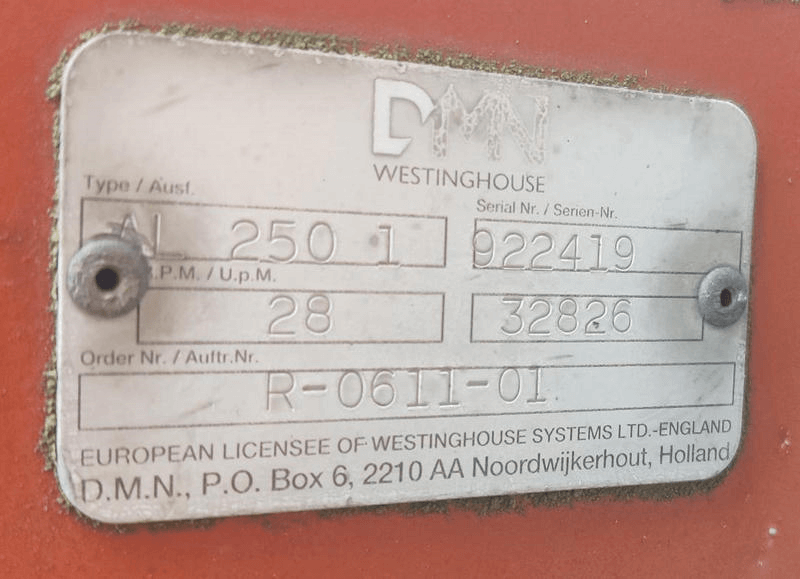 DMN
WESTINGHOUSE
Type / Ausf.
Serial Nr. / Serien-Nr.
AL 250 1
922419
.P.M. / U.p.M.
28
32826
Order Nr. / Auftr.Nr.
R-0611-01
EUROPEAN LICENSEE OF WESTINGHOUSE SYSTEMS LTD.-ENGLAND
D.M.N., P.O. Box 6, 2210 AA Noordwijkerhout, Holland